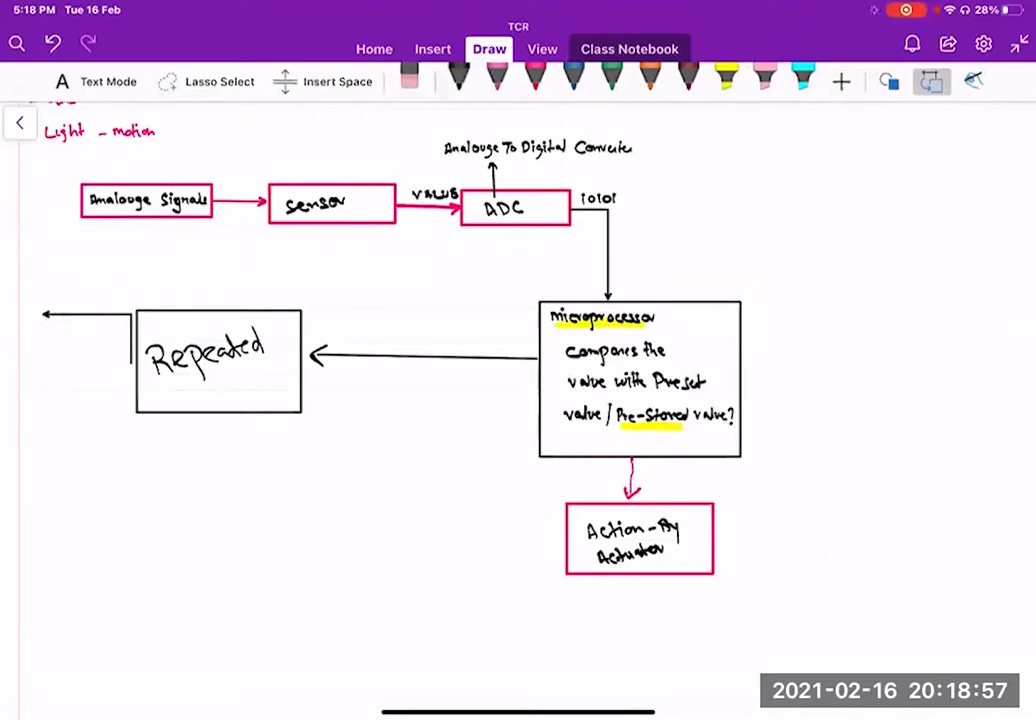 5:18 PM Tue 16 Feb
28%
TCR
Home Insert Draw View Class Notebook
A Text Mode Lasso Select Insert Space
Light - motion
Analouge To Digital Converte
Analouge Signals
Sensor
VALUE
ADC
10101
microprocessor
compares the
value with Preset
value / Pre-Stored value?
Repeated
Action-By
Actuator
2021-02-16 20:18:57